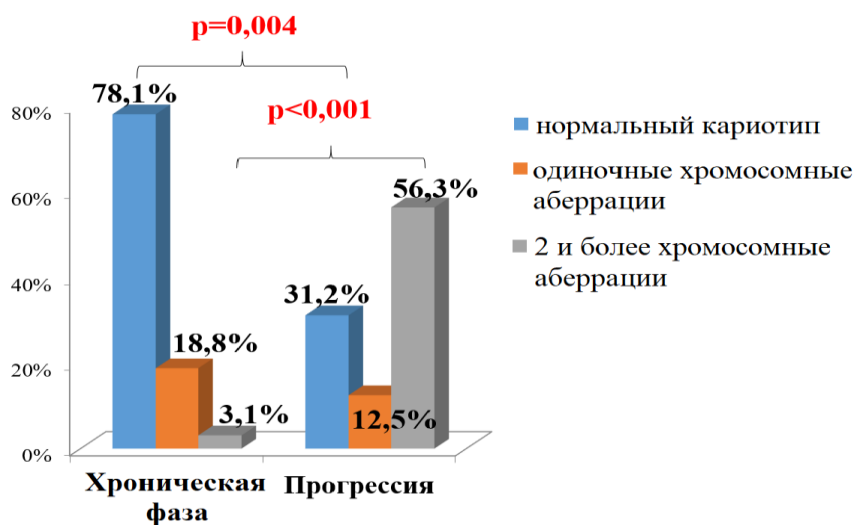 p=0,004
78,1%
p<0,001
80%
60%
40%
20%
0%
18,8%
3,1%
31,2%
12,5%
56,3%
Хроническая
фаза
Прогрессия
нормальный кариотип
одиночные хромосомные
аберрации
2 и более хромосомные
аберрации